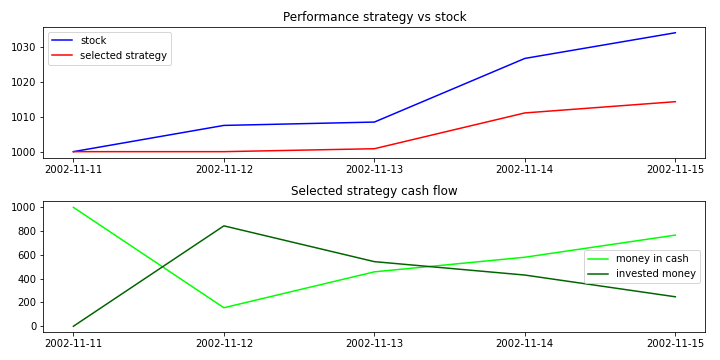 Performance strategy vs stock
stock
selected strategy
1030
1020
1010
1000
2002-11-11 2002-11-12 2002-11-13 2002-11-14 2002-11-15
Selected strategy cash flow
1000
800
600
400
200
0
money in cash
invested money
2002-11-11 2002-11-12 2002-11-13 2002-11-14 2002-11-15